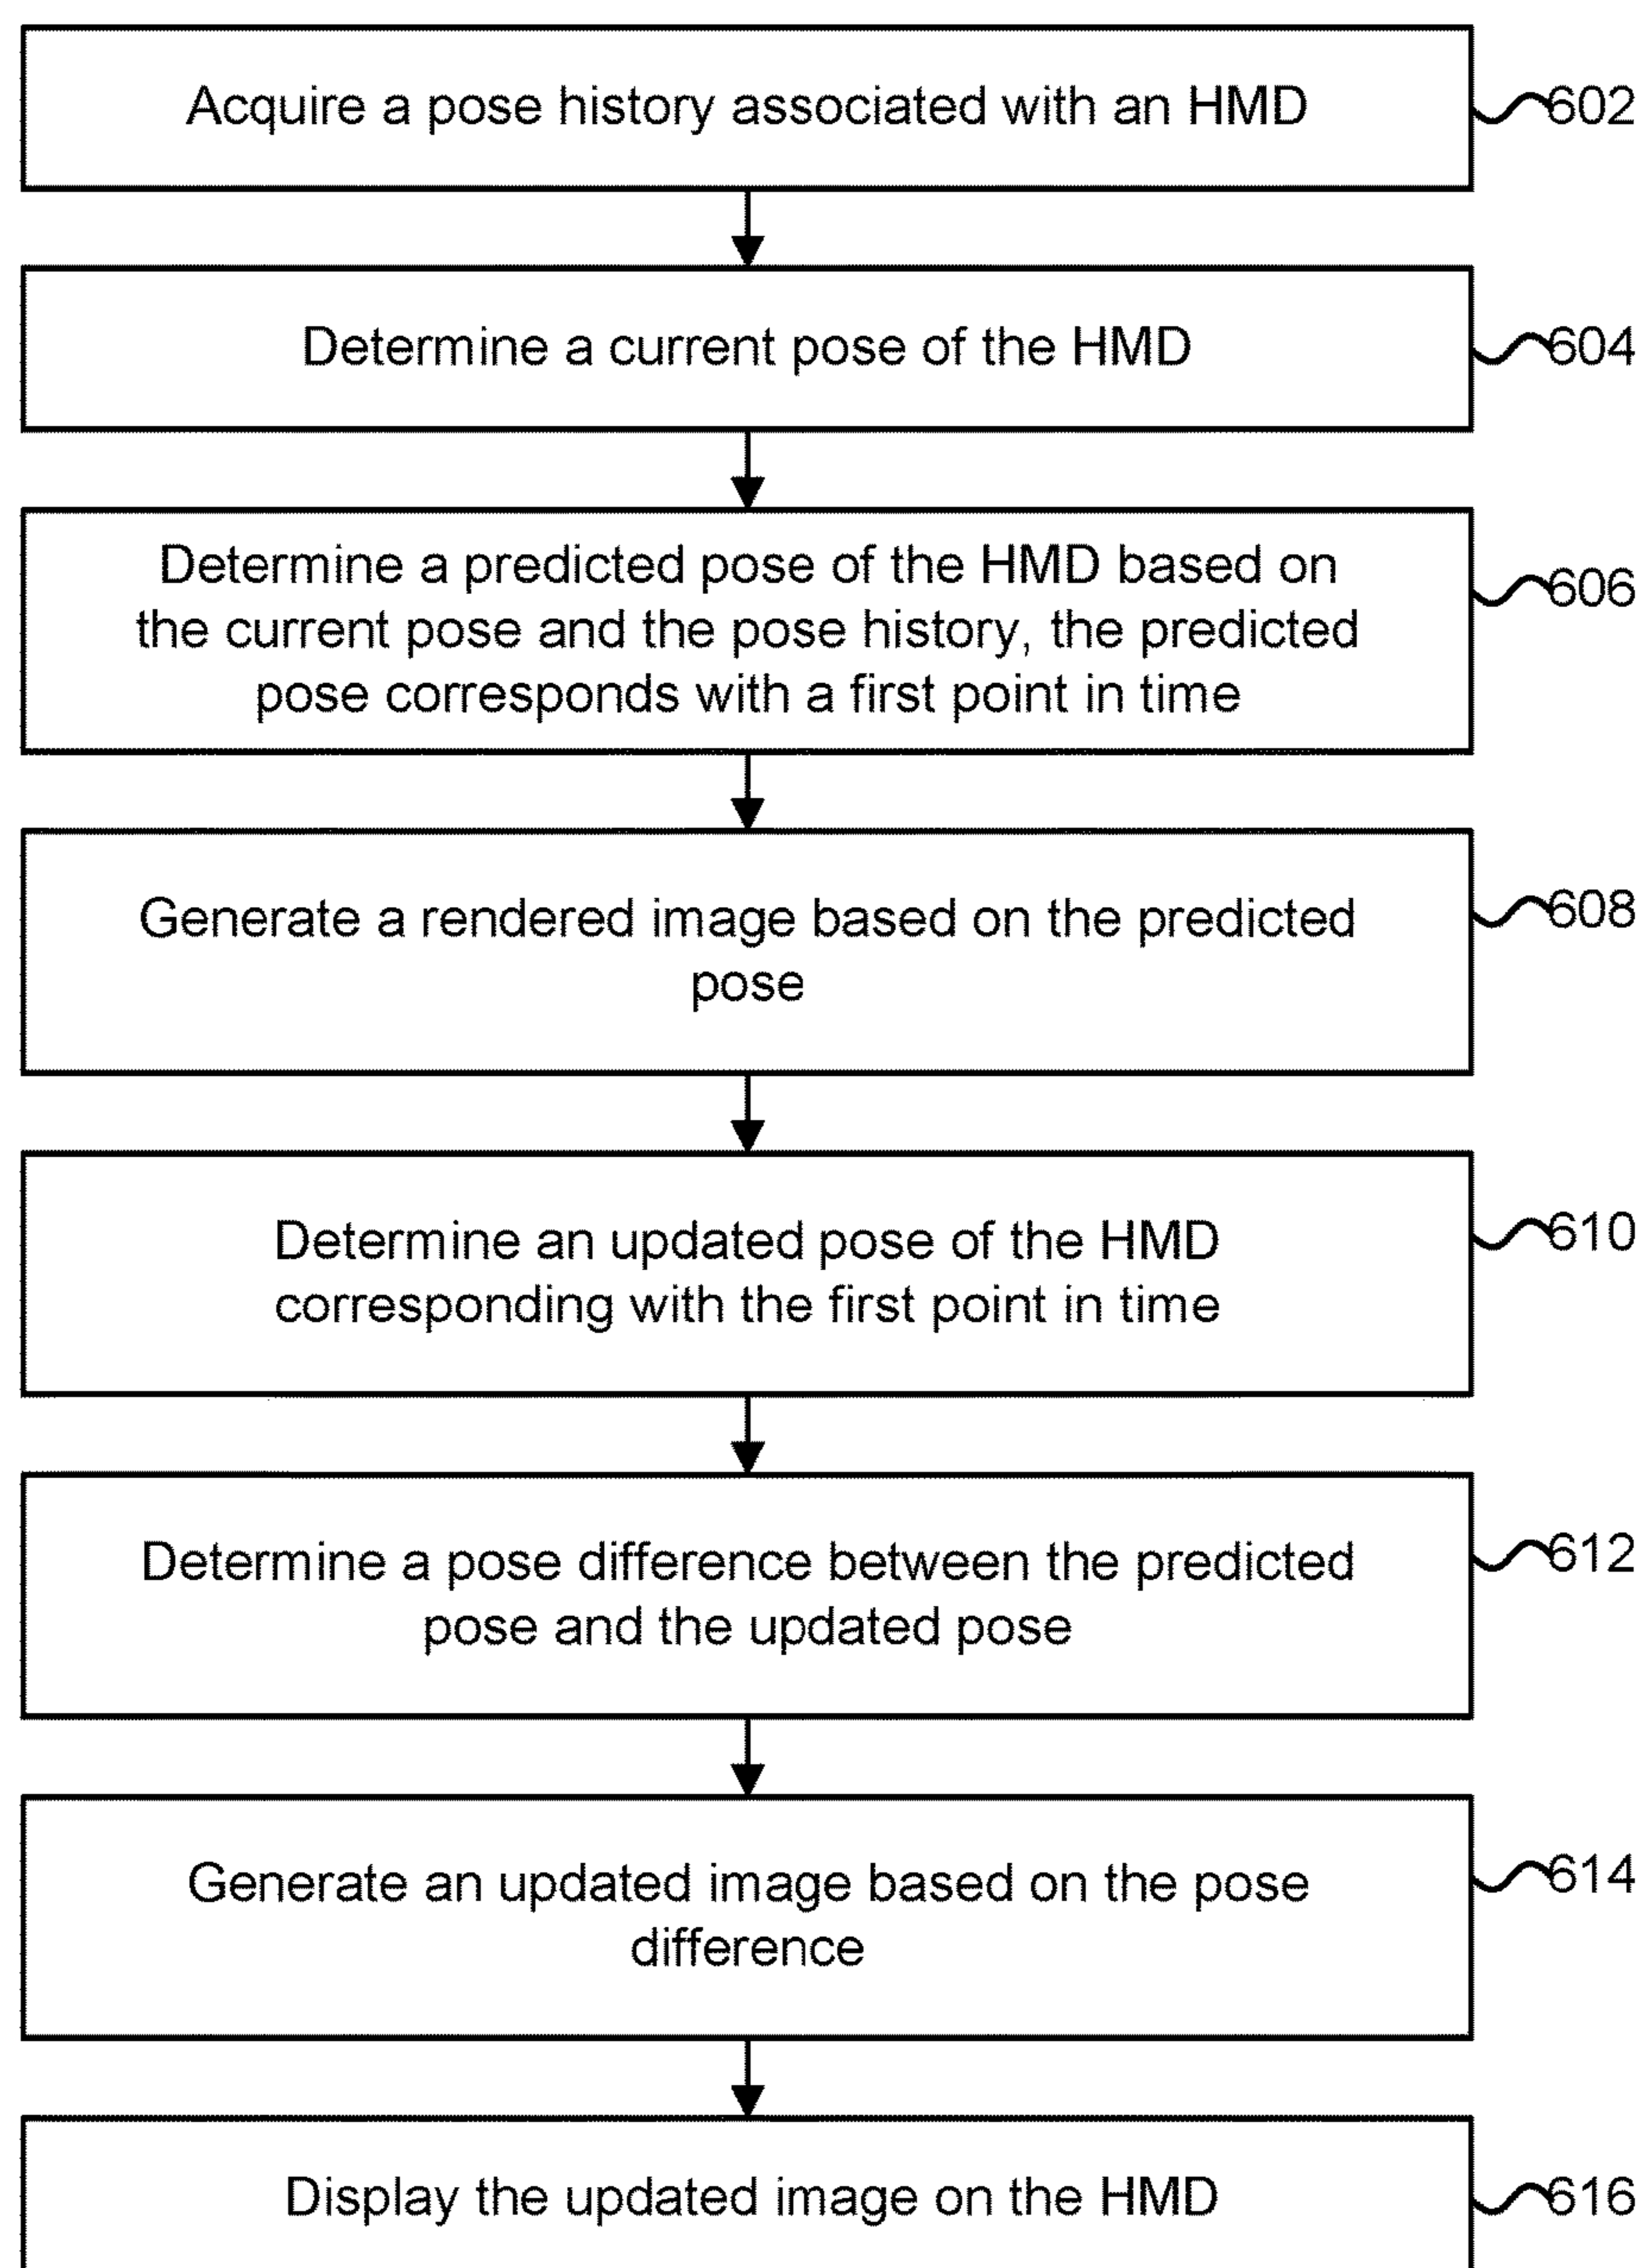 Acquire a pose history associated with an HMD
602
Determine a current pose of the HMD
604
Determine a predicted pose of the HMD based on
the current pose and the pose history, the predicted
pose corresponds with a first point in time
606
Generate a rendered image based on the predicted
pose
608
Determine an updated pose of the HMD
corresponding with the first point in time
610
Determine a pose difference between the predicted
pose and the updated pose
612
Generate an updated image based on the pose
difference
614
Display the updated image on the HMD
616